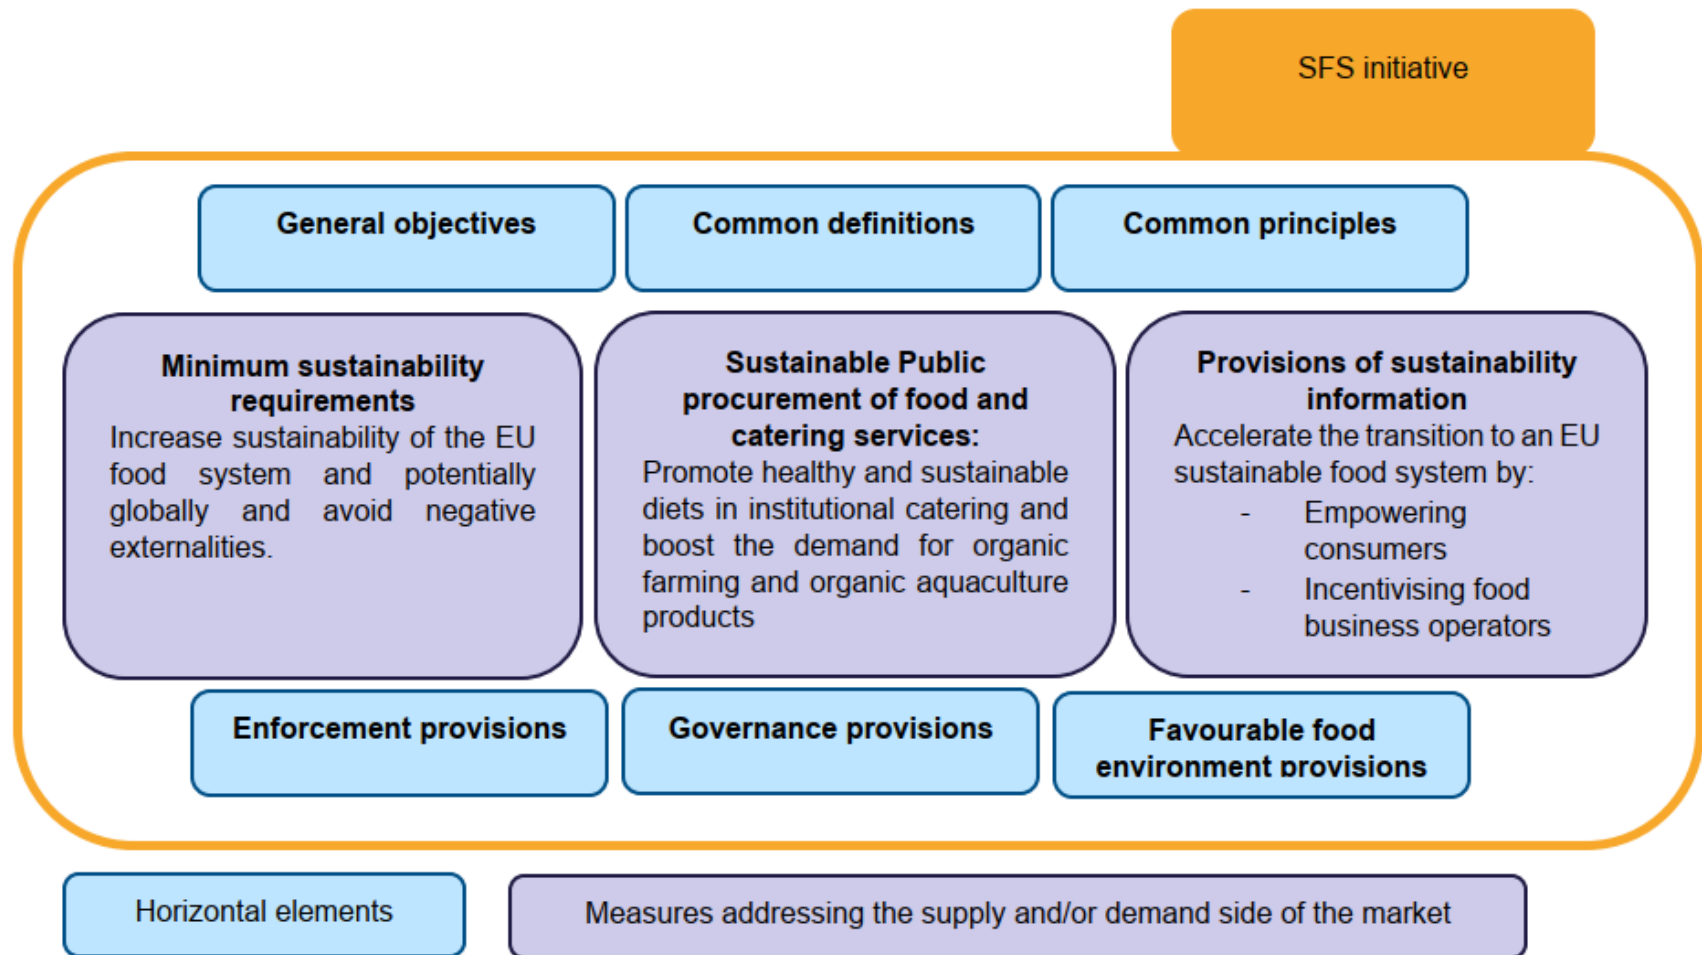 SFS initiative
General objectives
Common definitions
Common principles
Minimum sustainability
requirements
Increase sustainability of the EU
food system and potentially
globally and avoid negative
externalities.
Sustainable Public
procurement of food and
catering services:
Promote healthy and sustainable
diets in institutional catering and
boost the demand for organic
farming and organic aquaculture
products
Provisions of sustainability
information
Accelerate the transition to an EU
sustainable food system by:
- Empowering
consumers
- Incentivising food
business operators
Enforcement provisions
Governance provisions
Favourable food
environment provisions
Horizontal elements
Measures addressing the supply and/or demand side of the market